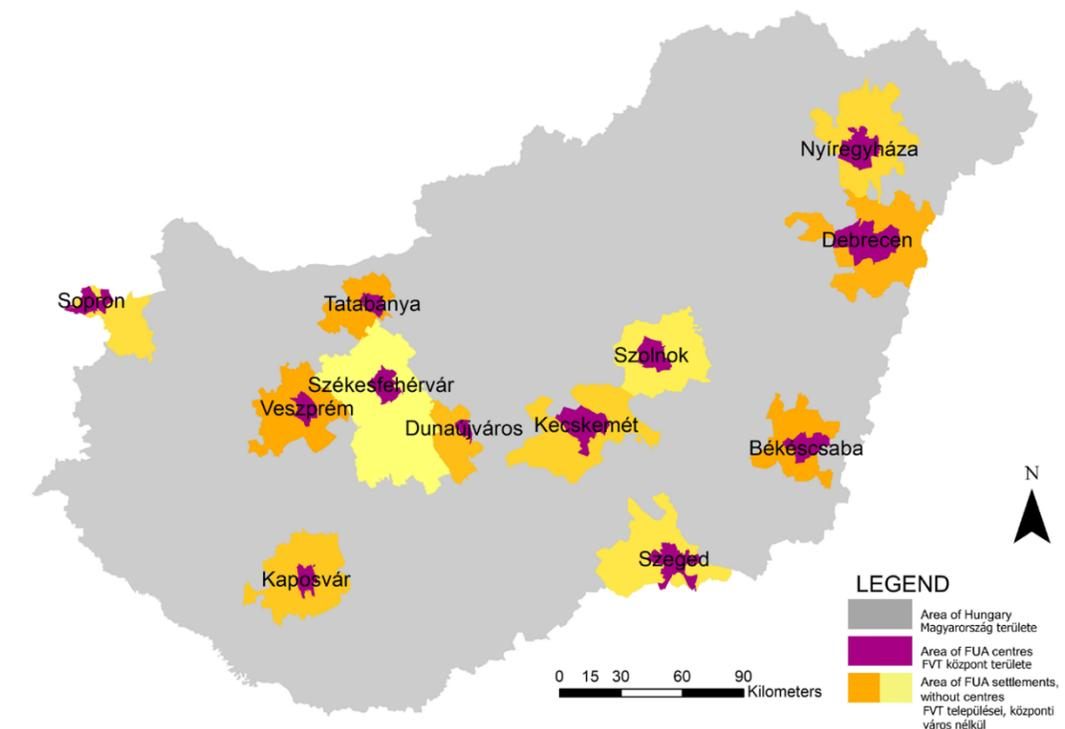 Nyíregyháza
Debrecen
Sopron
Tatabánya
Szolnok
Székesfehérvár
Veszprém
Dunaújváros
Kecskemét
Békéscsaba
N
Szeged
Kaposvár
LEGEND
Area of Hungary
Magyarország területe
Area of FUA centres
FVT központ területe
Area of FUA settlements,
without centres
FVT települései, központi
város nélkül
0 15 30 60 90
Kilometers